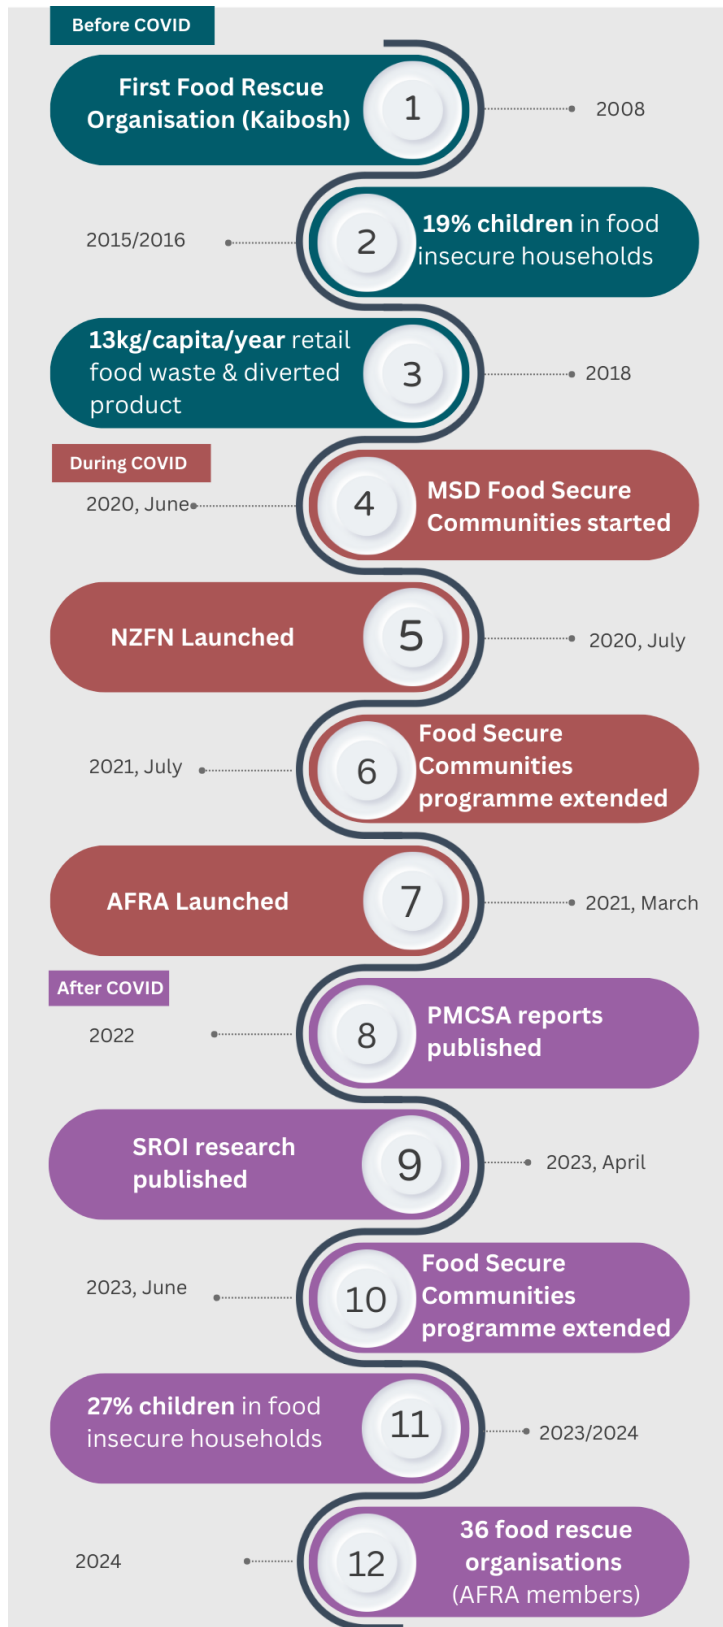 Before COVID
First Food Rescue
Organisation (Kaibosh)
1
2008
2015/2016
2
19% children in food
insecure households
13kg/capita/year retail
food waste & diverted
product
3
2018
During COVID
2020, June
4
MSD Food Secure
Communities started
NZFN Launched
5
2020, July
2021, July
6
Food Secure
Communities
programme extended
AFRA Launched
7
2021, March
After COVID
2022
8
PMCSA reports
published
SROI research
published
9
2023, April
2023, June
10
Food Secure
Communities
programme extended
27% children in food
insecure households
11
2023/2024
2024
12
36 food rescue
organisations
(AFRA members)